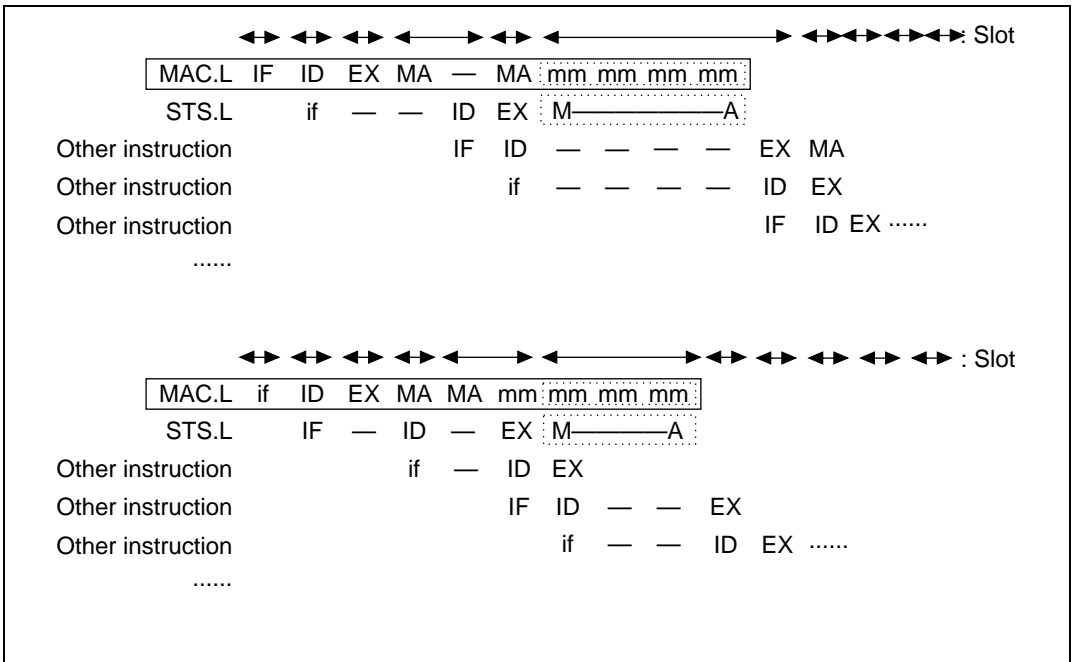 : Slot
MAC.L IF ID EX MA — MA mm mm mm mm
STS.L if — — ID EX M———————A
Other instruction IF ID — — — — EX MA
Other instruction if — — — — ID EX
Other instruction IF ID EX ······
······
: Slot
MAC.L if ID EX MA MA mm mm mm mm
STS.L IF — ID — EX M—————A
Other instruction if — ID EX
Other instruction IF ID — — EX
Other instruction if — — ID EX ······
······